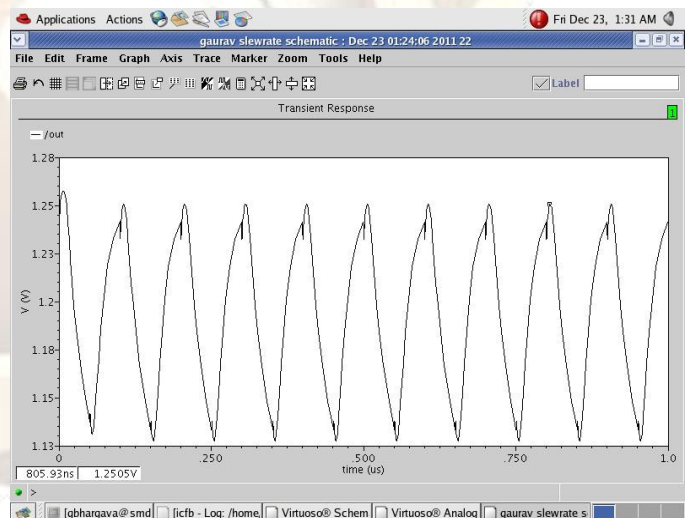 Applications Actions Fri Dec 23, 1:31 AM
gaurav slewrate schematic : Dec 23 01:24:06 2011 22
File Edit Frame Graph Axis Trace Marker Zoom Tools Help
Label
Transient Response
1
/out
1.28
1.25
1.23
1.2
1.18
1.15
1.13
V (V)
0 .250 .500 .750 1.0
time (us)
805.93ns 1.2505V
>
[gbhargava@smd [icfb - Log: /home, Virtuoso® Schem Virtuoso® Analog gaurav slewrate s